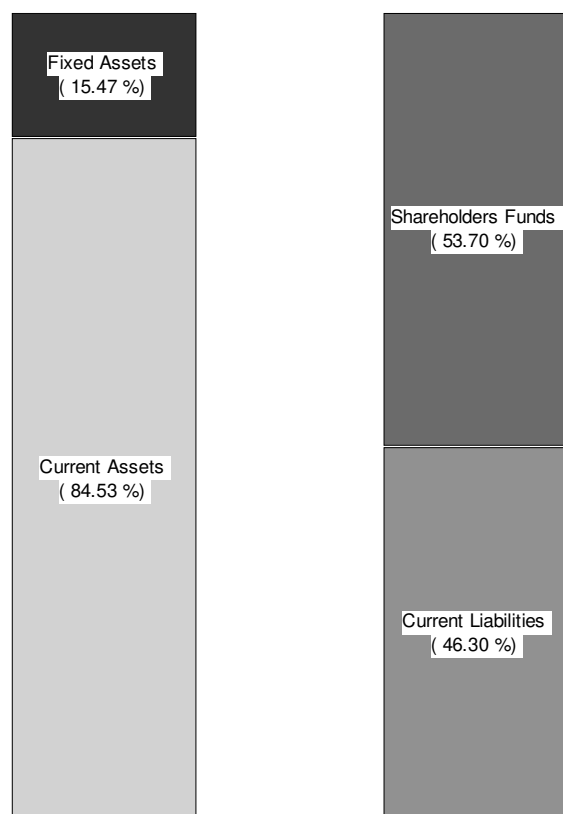 Fixed Assets
( 15.47 %)
Shareholders Funds
( 53.70 %)
Current Assets
( 84.53 %)
Current Liabilities
( 46.30 %)